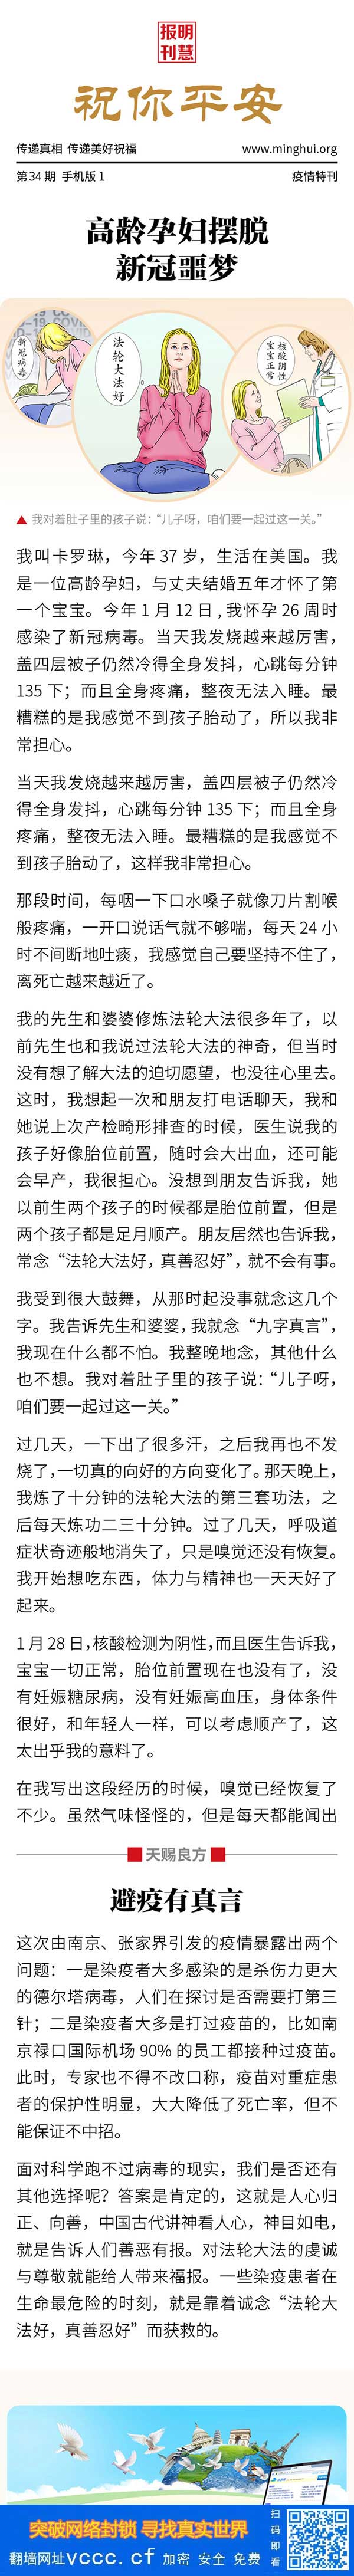 明慧
报刊
祝你平安
传递真相 传递美好祝福
www.minghui.org
第34期 手机版1
疫情特刊
高龄孕妇摆脱
新冠噩梦
新冠病毒
法轮大法好
核酸阴性
宝宝正常
▲ 我对着肚子里的孩子说：“儿子呀，咱们要一起过这一关。”
我叫卡罗琳，今年 37 岁，生活在美国。我
是一位高龄孕妇，与丈夫结婚五年才怀了第
一个宝宝。今年 1 月 12 日 , 我怀孕 26 周时
感染了新冠病毒。当天我发烧越来越厉害，
盖四层被子仍然冷得全身发抖，心跳每分钟
135 下；而且全身疼痛，整夜无法入睡。最
糟糕的是我感觉不到孩子胎动了，所以我非
常担心。
当天我发烧越来越厉害，盖四层被子仍然冷
得全身发抖，心跳每分钟 135 下；而且全身
疼痛，整夜无法入睡。最糟糕的是我感觉不
到孩子胎动了，这样我非常担心。
那段时间，每咽一下口水嗓子就像刀片割喉
般疼痛，一开口说话气就不够喘，每天 24 小
时不间断地吐痰，我感觉自己要坚持不住了，
离死亡越来越近了。
我的先生和婆婆修炼法轮大法很多年了，以
前先生也和我说过法轮大法的神奇，但当时
没有想了解大法的迫切愿望，也没往心里去。
这时，我想起一次和朋友打电话聊天，我和
她说上次产检畸形排查的时候，医生说我的
孩子好像胎位前置，随时会大出血，还可能
会早产，我很担心。没想到朋友告诉我，她
以前生两个孩子的时候都是胎位前置，但是
两个孩子都是足月顺产。朋友居然也告诉我，
常念“法轮大法好，真善忍好”，就不会有事。
我受到很大鼓舞，从那时起没事就念这几个
字。我告诉先生和婆婆，我就念“九字真言”，
我现在什么都不怕。我整晚地念，其他什么
也不想。我对着肚子里的孩子说：“儿子呀，
咱们要一起过这一关。”
过几天，一下出了很多汗，之后我再也不发
烧了，一切真的向好的方向变化了。那天晚上，
我炼了十分钟的法轮大法的第三套功法，之
后每天炼功二三十分钟。过了几天，呼吸道
症状奇迹般地消失了，只是嗅觉还没有恢复。
我开始想吃东西，体力与精神也一天天好了
起来。
1 月 28 日，核酸检测为阴性，而且医生告诉我，
宝宝一切正常，胎位前置现在也没有了，没
有妊娠糖尿病，没有妊娠高血压，身体条件
很好，和年轻人一样，可以考虑顺产了，这
太出乎我的意料了。
在我写出这段经历的时候，嗅觉已经恢复了
不少。虽然气味怪怪的，但是每天都能闻出
天赐良方
避疫有真言
这次由南京、张家界引发的疫情暴露出两个
问题：一是染疫者大多感染的是杀伤力更大
的德尔塔病毒，人们在探讨是否需要打第三
针；二是染疫者大多是打过疫苗的，比如南
京禄口国际机场 90% 的员工都接种过疫苗。
此时，专家也不得不改口称，疫苗对重症患
者的保护性明显，大大降低了死亡率，但不
能保证不中招。
面对科学跑不过病毒的现实，我们是否还有
其他选择呢？答案是肯定的，这就是人心归
正、向善，中国古代讲神看人心，神目如电，
就是告诉人们善恶有报。对法轮大法的虔诚
与尊敬就能给人带来福报。一些染疫患者在
生命最危险的时刻，就是靠着诚念“法轮大
法好，真善忍好”而获救的。
突破网络封锁 寻找真实世界
翻墙网址vccc.cf 加密 安全 免费
扫码即看